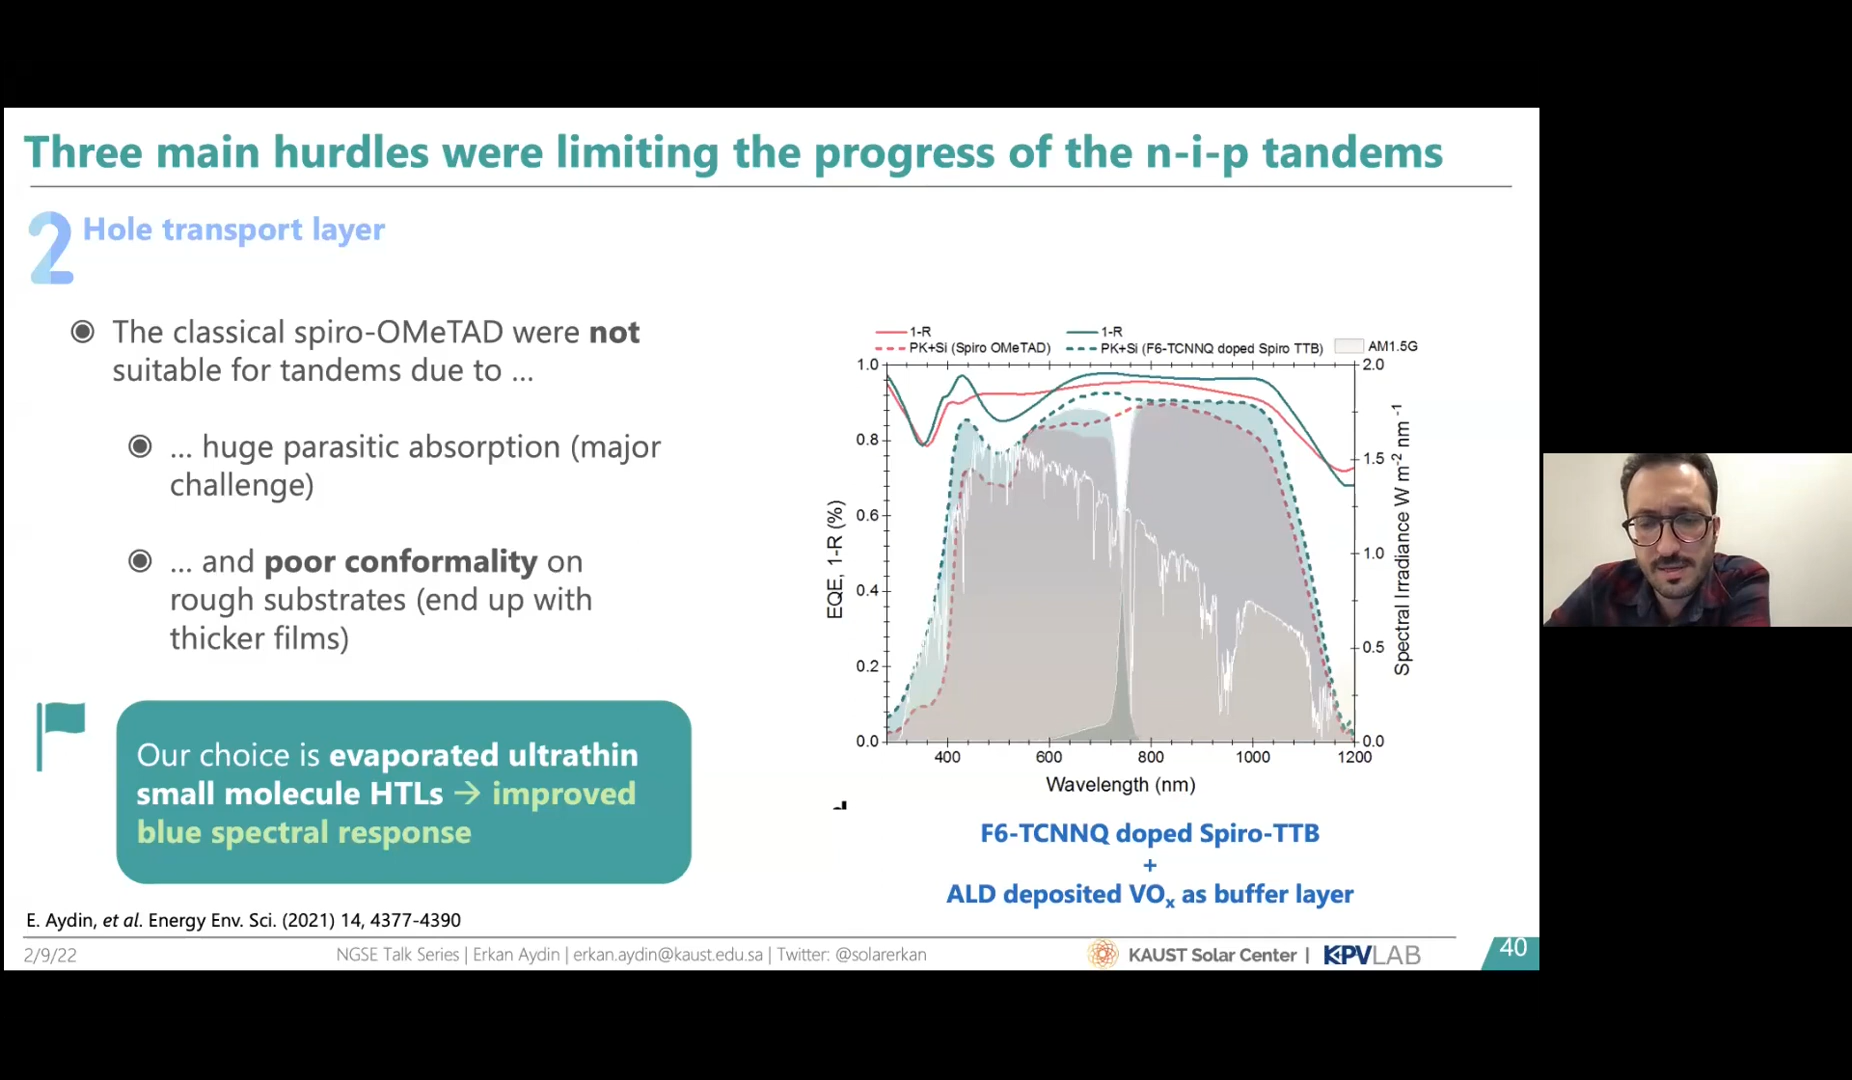 Three main hurdles were limiting the progress of the n-i-p tandems
2 Hole transport layer
The classical spiro-OMeTAD were not
suitable for tandems due to ...
... huge parasitic absorption (major
challenge)
... and poor conformality on
rough substrates (end up with
thicker films)
Our choice is evaporated ultrathin
small molecule HTLs → improved
blue spectral response
1-R
1-R
PK+Si (Spiro OMeTAD)
PK+Si (F6-TCNNQ doped Spiro TTB)
AM1.5G
1.0
0.8
0.6
0.4
0.2
0.0
EQE, 1-R (%)
2.0
1.5
1.0
0.5
0.0
Spectral Irradiance W m-2 nm-1
400 600 800 1000 1200
Wavelength (nm)
d
F6-TCNNQ doped Spiro-TTB
+
ALD deposited VOx as buffer layer
E. Aydin, et al. Energy Env. Sci. (2021) 14, 4377-4390
2/9/22
NGSE Talk Series | Erkan Aydin | erkan.aydin@kaust.edu.sa | Twitter: @solarerkan
KAUST Solar Center | KPVLAB
40